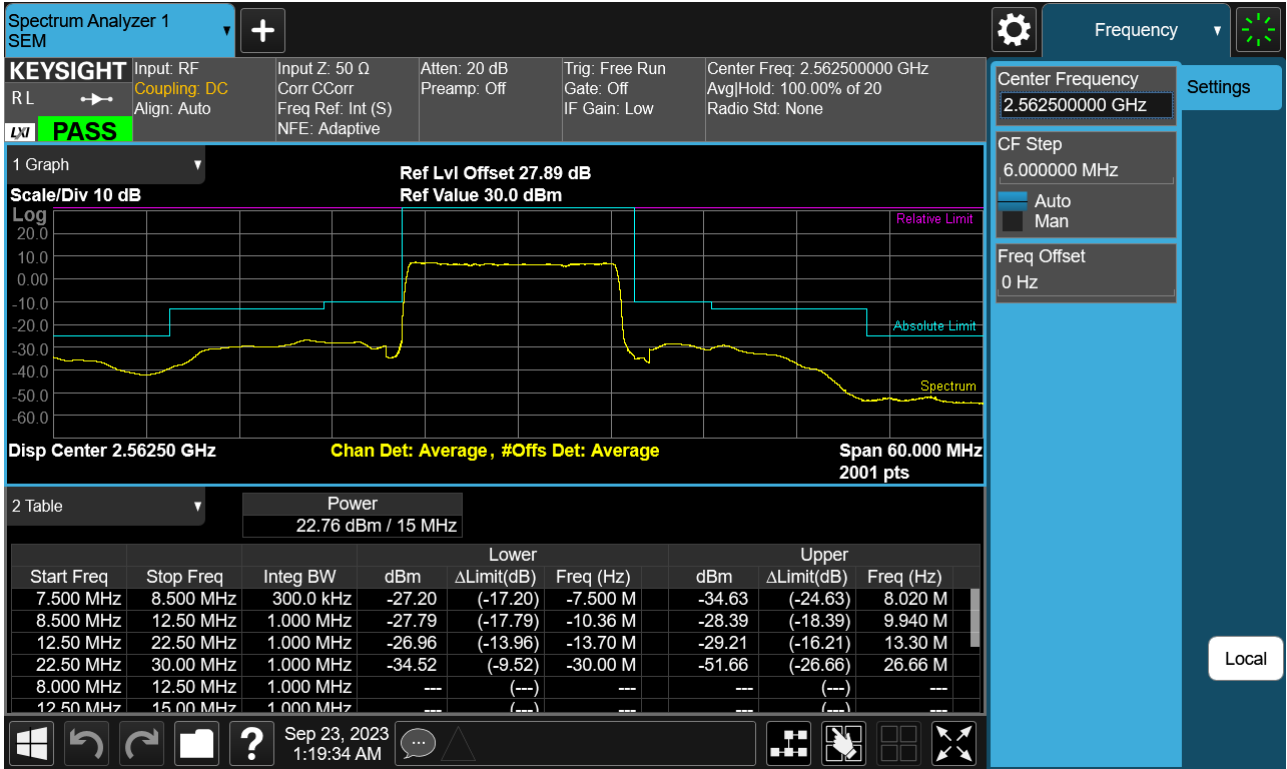 Spectrum Analyzer 1
SEM
Frequency
KEYSIGHT
R L
LXI
PASS
Input: RF
Coupling: DC
Align: Auto
Input Z: 50 Ω
Corr CCorr
Freq Ref: Int (S)
NFE: Adaptive
Atten: 20 dB
Preamp: Off
Trig: Free Run
Gate: Off
IF Gain: Low
Center Freq: 2.562500000 GHz
Avg|Hold: 100.00% of 20
Radio Std: None
1 Graph
Scale/Div 10 dB
Ref Lvl Offset 27.89 dB
Ref Value 30.0 dBm
Log
20.0
10.0
0.00
-10.0
-20.0
-30.0
-40.0
-50.0
-60.0
Relative Limit
Absolute Limit
Spectrum
Disp Center 2.56250 GHz
Chan Det: Average , #Offs Det: Average
Span 60.000 MHz
2001 pts
2 Table
Power
22.76 dBm / 15 MHz
Lower Upper
Start Freq Stop Freq Integ BW dBm ΔLimit(dB) Freq (Hz) dBm ΔLimit(dB) Freq (Hz)
7.500 MHz 8.500 MHz 300.0 kHz -27.20 (-17.20) -7.500 M -34.63 (-24.63) 8.020 M
8.500 MHz 12.50 MHz 1.000 MHz -27.79 (-17.79) -10.36 M -28.39 (-18.39) 9.940 M
12.50 MHz 22.50 MHz 1.000 MHz -26.96 (-13.96) -13.70 M -29.21 (-16.21) 13.30 M
22.50 MHz 30.00 MHz 1.000 MHz -34.52 (-9.52) -30.00 M -51.66 (-26.66) 26.66 M
8.000 MHz 12.50 MHz 1.000 MHz --- (---) --- --- (---) ---
12.50 MHz 15.00 MHz 1.000 MHz --- (---) --- --- (---) ---
Center Frequency
2.562500000 GHz
CF Step
6.000000 MHz
Auto
Man
Freq Offset
0 Hz
Settings
Local
?
Sep 23, 2023
1:19:34 AM